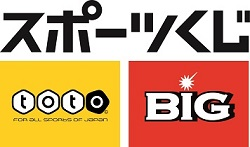 スポーツくじ
toto
FOR ALL SPORTS OF JAPAN
BIG